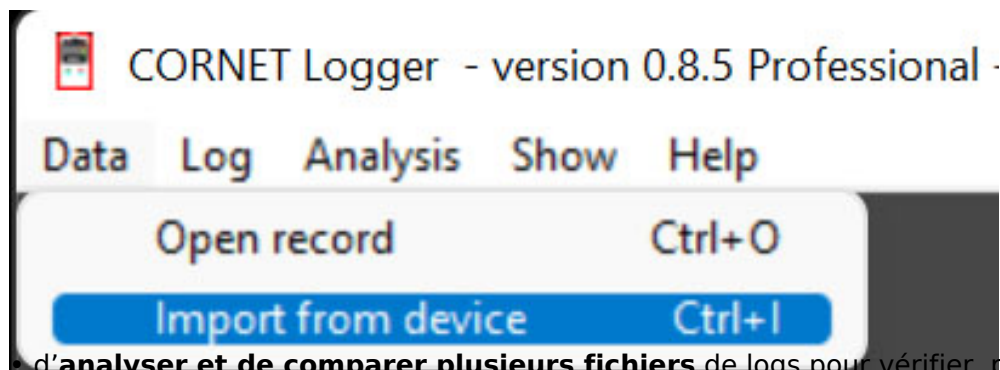 CORNET Logger - version 0.8.5 Professional -
Data Log Analysis Show Help
Open record Ctrl+O
Import from device Ctrl+I
• d'analyser et de comparer plusieurs fichiers de logs pour vérifier,